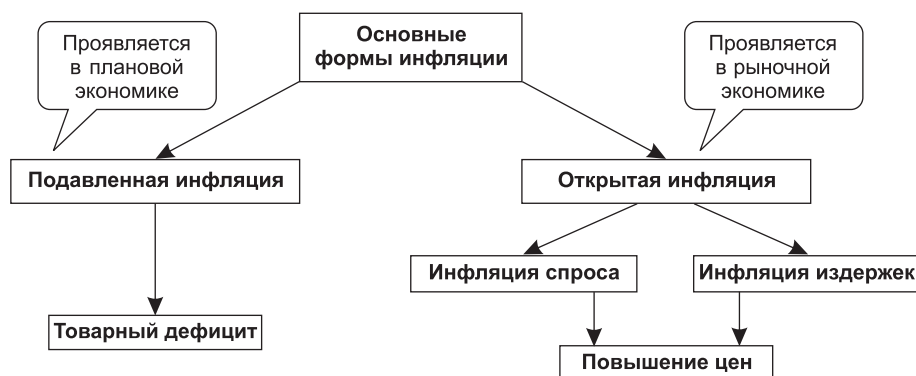 Основные
формы инфляции
Проявляется
в плановой
экономике
Проявляется
в рыночной
экономике
Подавленная инфляция
Открытая инфляция
Инфляция спроса
Инфляция издержек
Товарный дефицит
Повышение цен